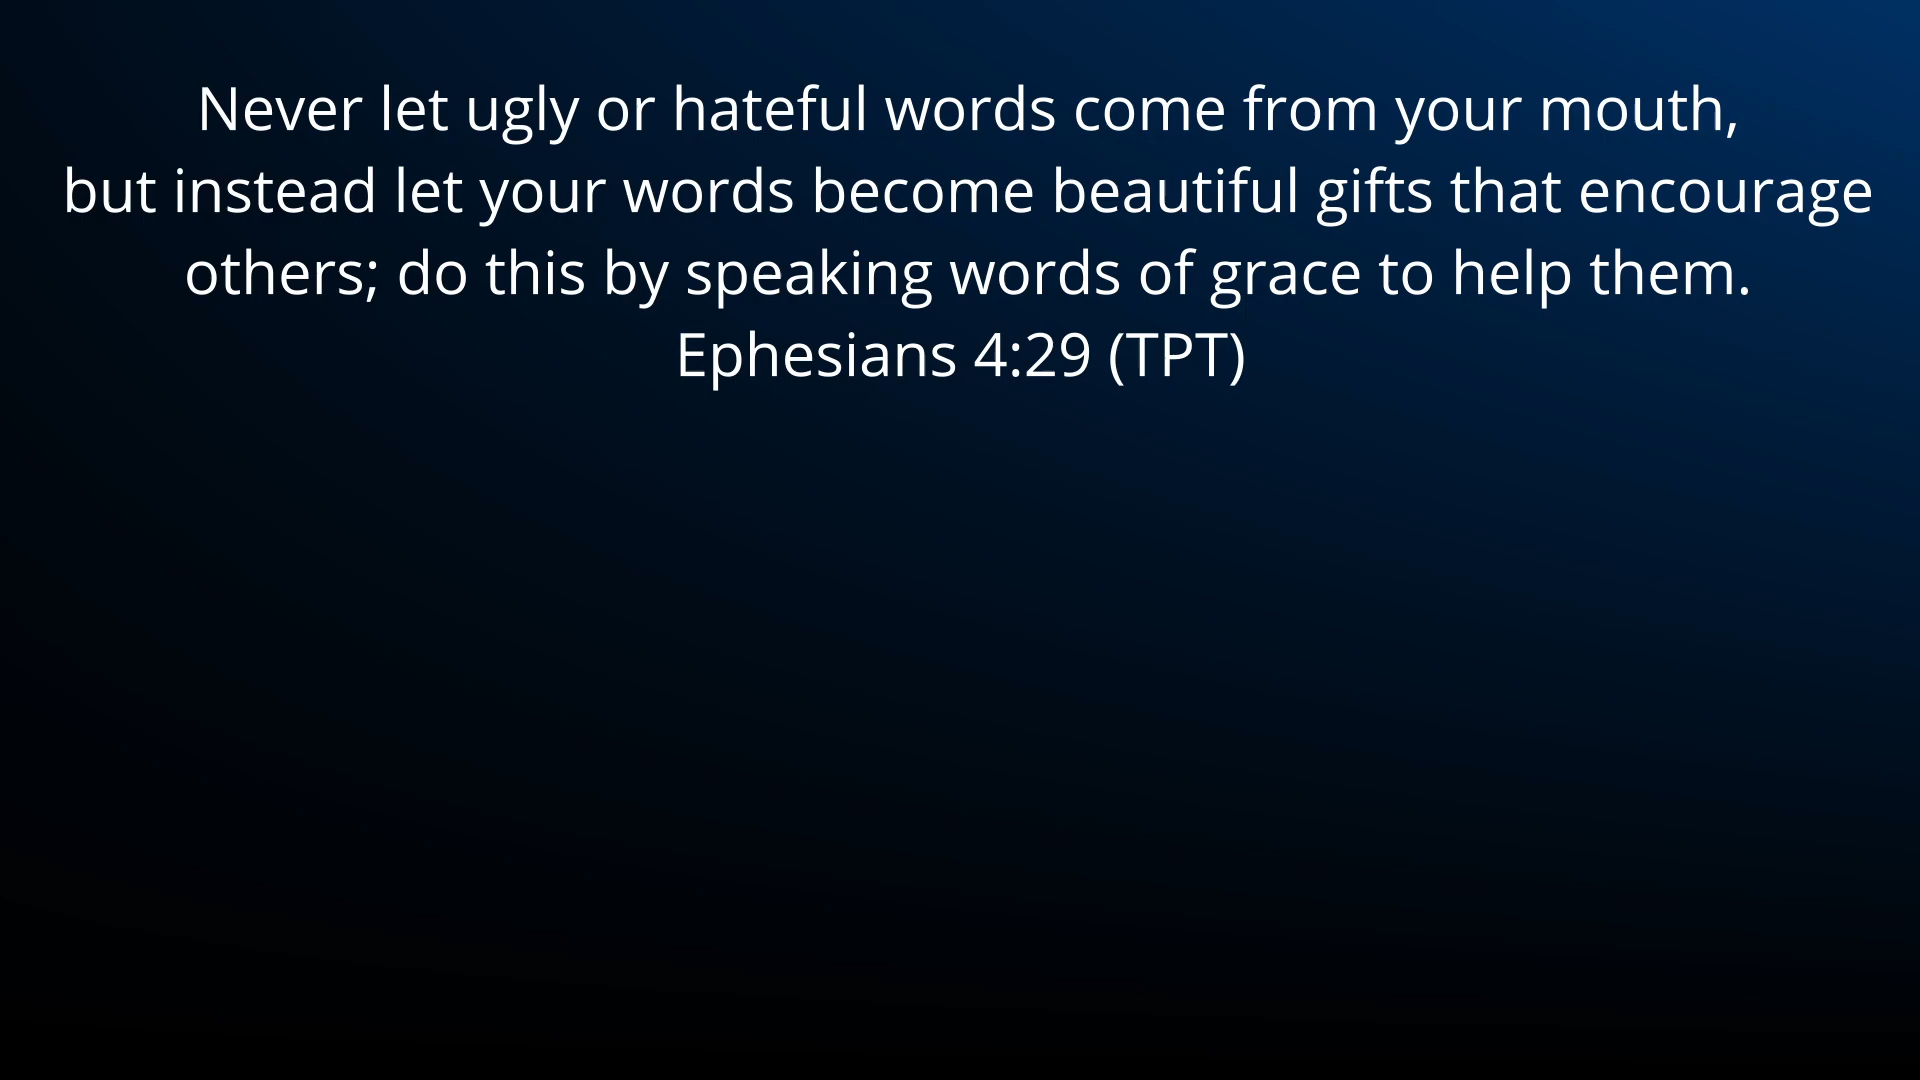 Never let ugly or hateful words come from your mouth,
but instead let your words become beautiful gifts that encourage
others; do this by speaking words of grace to help them.
Ephesians 4:29 (TPT)